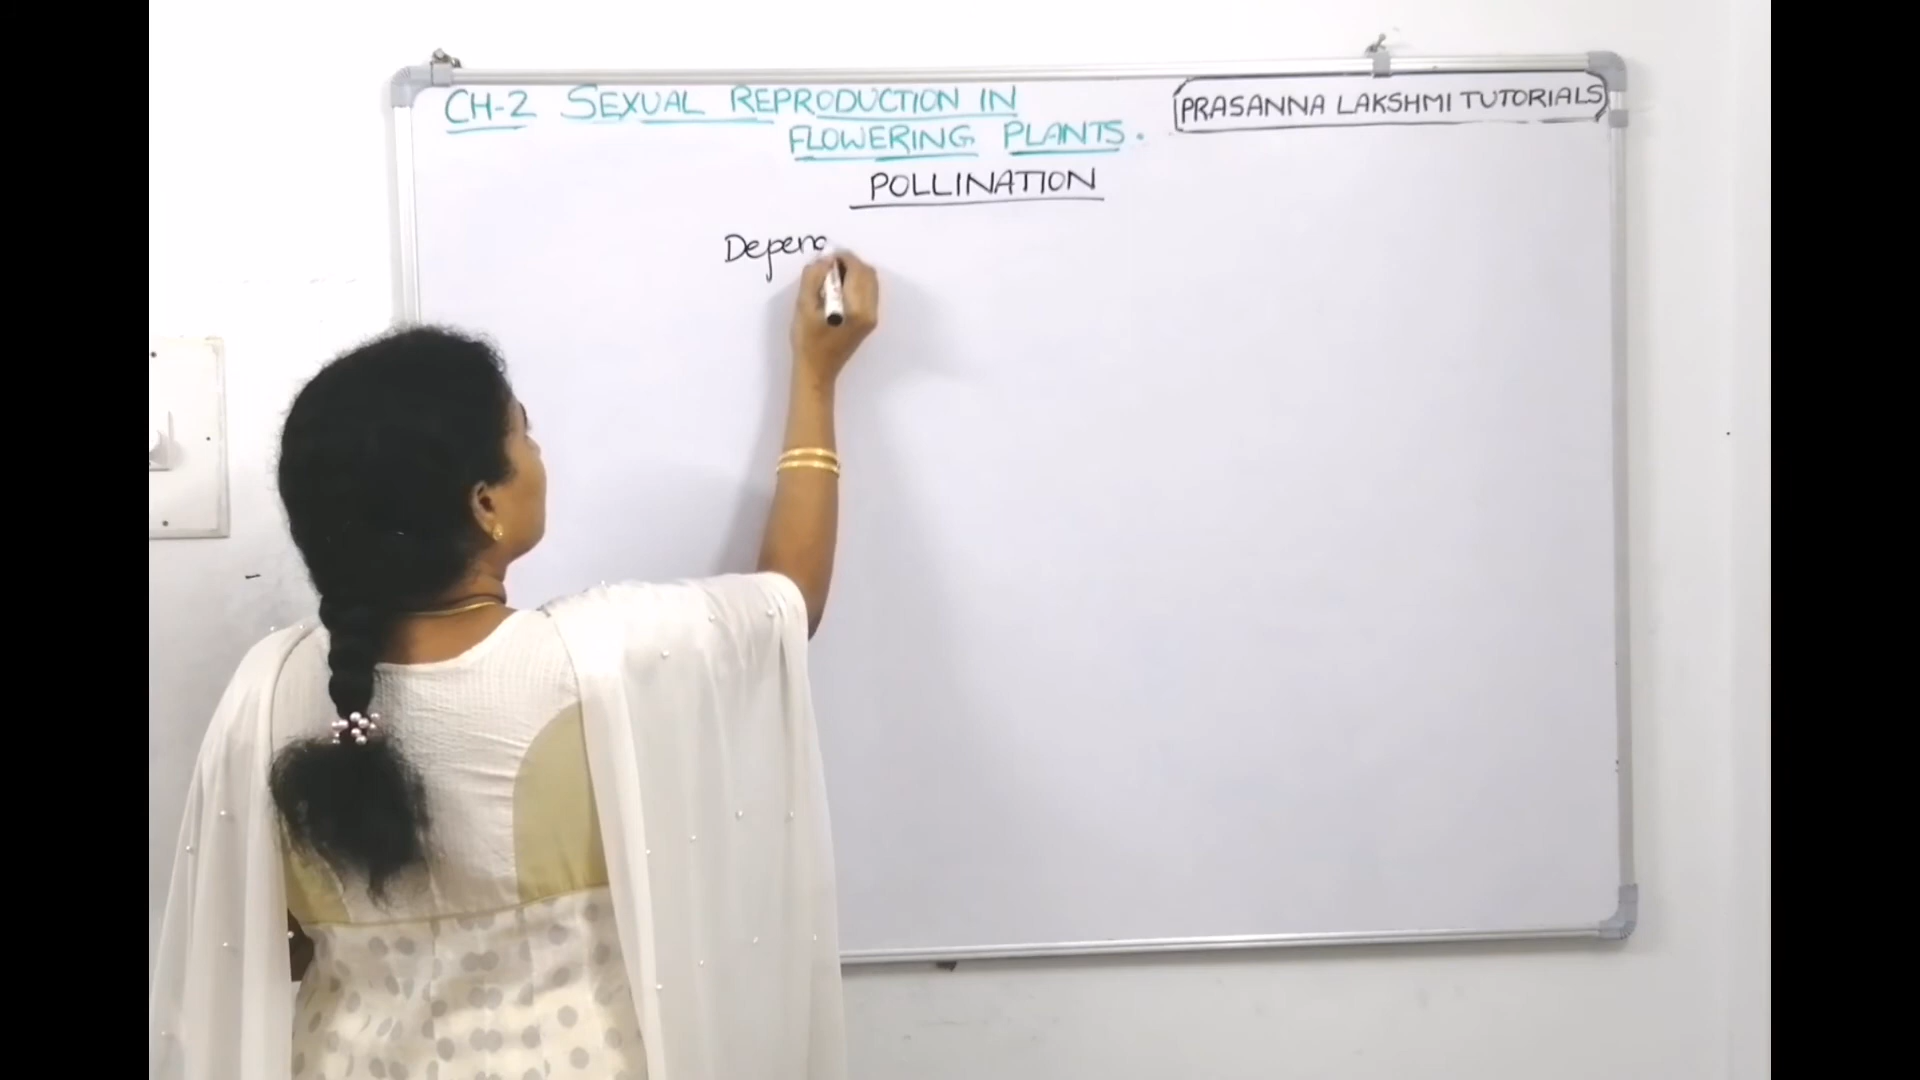 CH-2 SEXUAL REPRODUCTION IN
FLOWERING PLANTS.
PRASANNA LAKSHMI TUTORIALS
POLLINATION
Depend